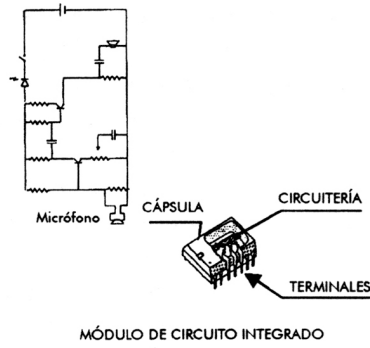 Micrófono
CÁPSULA
CIRCUITERÍA
TERMINALES
MÓDULO DE CIRCUITO INTEGRADO